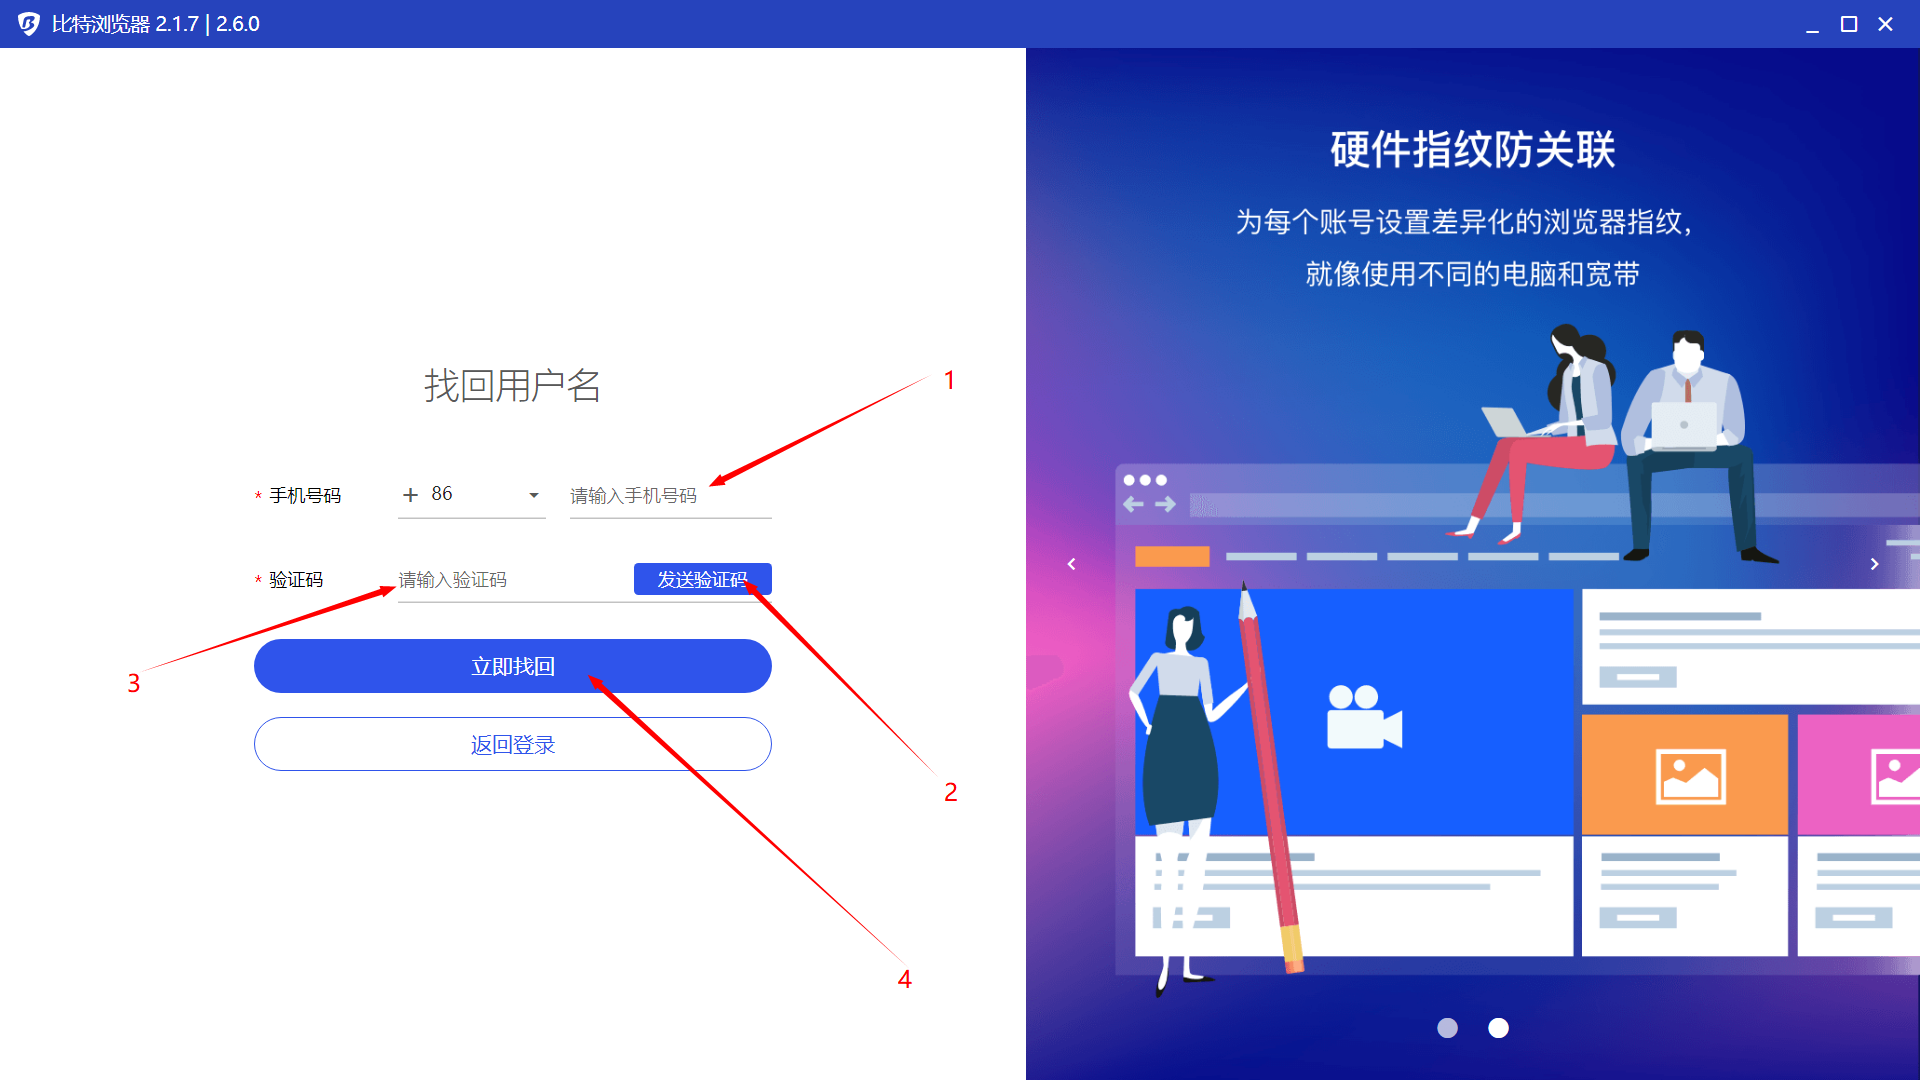 比特浏览器 2.1.7 | 2.6.0
硬件指纹防关联
为每个账号设置差异化的浏览器指纹,
就像使用不同的电脑和宽带
找回用户名
1
* 手机号码 + 86 请输入手机号码
* 验证码 请输入验证码 发送验证码
立即找回
3
返回登录
2
4